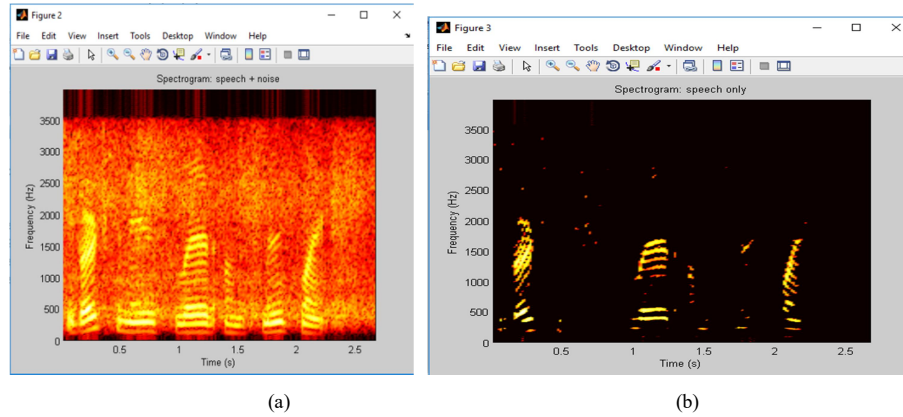 Figure 2
File Edit View Insert Tools Desktop Window Help
Spectrogram: speech + noise
3500
3000
2500
2000
1500
1000
500
0
Frequency (Hz)
0.5 1 1.5 2 2.5
Time (s)
(a)
Figure 3
File Edit View Insert Tools Desktop Window Help
Spectrogram: speech only
3500
3000
2500
2000
1500
1000
500
0
Frequency (Hz)
0.5 1 1.5 2 2.5
Time (s)
(b)